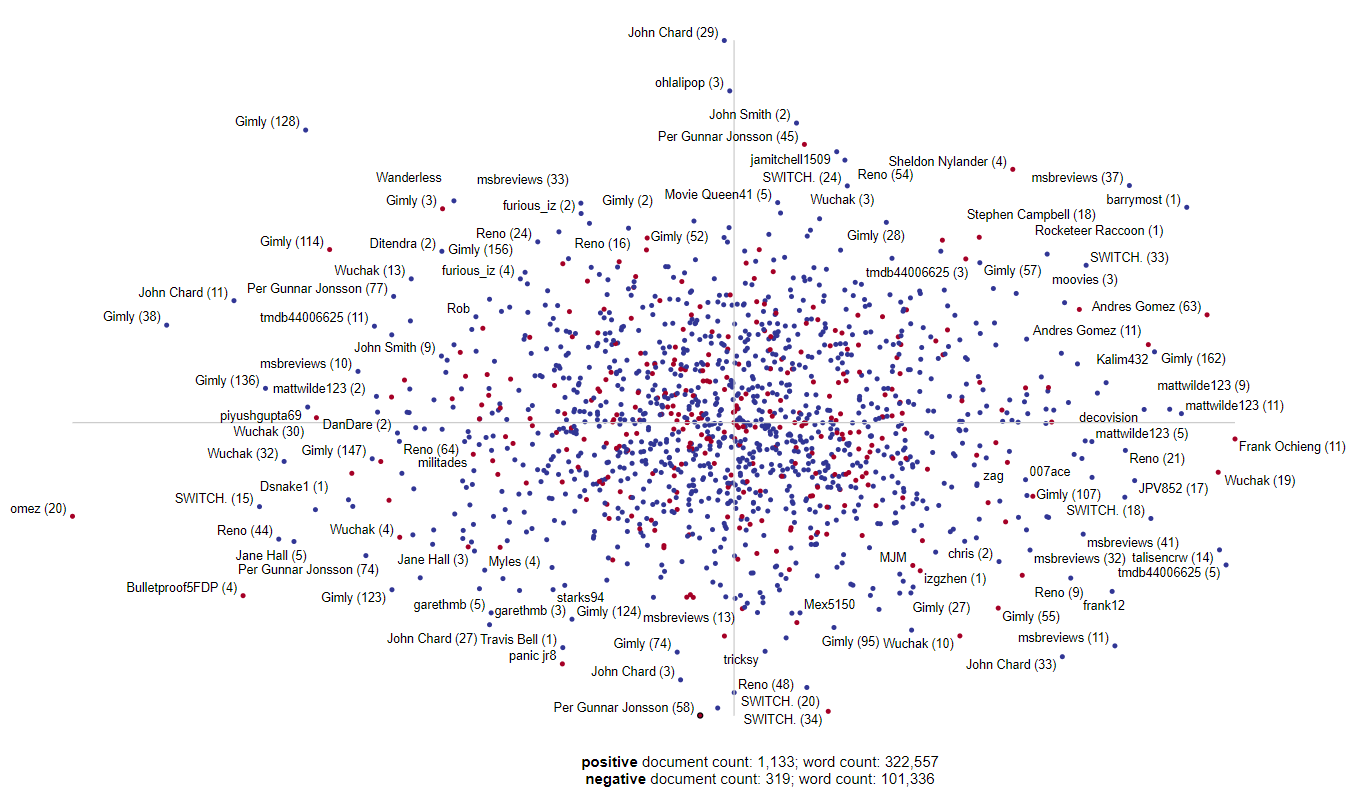 John Chard (29)
ohlalipop (3)
John Smith (2)
Gimly (128)
Per Gunnar Jonsson (45)
jamitchell1509
Sheldon Nylander (4)
Wanderless
msbreviews (33)
SWITCH. (24)
Reno (54)
msbreviews (37)
Gimly (3)
furious_iz (2)
Gimly (2)
Movie Queen41 (5)
Wuchak (3)
barrymost (1)
Stephen Campbell (18)
Rocketeer Raccoon (1)
Gimly (114)
Ditendra (2)
Reno (24)
Gimly (156)
Reno (16)
Gimly (52)
Gimly (28)
SWITCH. (33)
Wuchak (13)
furious_iz (4)
tmdb44006625 (3)
Gimly (57)
moovies (3)
John Chard (11)
Per Gunnar Jonsson (77)
Rob
Andres Gomez (63)
Gimly (38)
tmdb44006625 (11)
Andres Gomez (11)
John Smith (9)
Kalim432
Gimly (162)
msbreviews (10)
Gimly (136)
mattwilde123 (2)
mattwilde123 (9)
mattwilde123 (11)
piyushgupta69
DanDare (2)
decovision
Wuchak (30)
mattwilde123 (5)
Frank Ochieng (11)
Wuchak (32)
Gimly (147)
Reno (64)
militades
Reno (21)
zag
007ace
Wuchak (19)
Dsnake1 (1)
Gimly (107)
JPV852 (17)
SWITCH. (15)
omez (20)
SWITCH. (18)
Reno (44)
Wuchak (4)
Jane Hall (5)
Jane Hall (3)
Myles (4)
MJM
chris (2)
msbreviews (41)
msbreviews (32)
talisencrw (14)
Per Gunnar Jonsson (74)
izgzhen (1)
tmdb44006625 (5)
Bulletproof5FDP (4)
Gimly (123)
starks94
Reno (9)
garethmb (5)
garethmb (3)
Gimly (124)
msbreviews (13)
Mex5150
Gimly (27)
frank12
Gimly (55)
John Chard (27)
Travis Bell (1)
Gimly (74)
Gimly (95)
Wuchak (10)
msbreviews (11)
panic jr8
tricksy
John Chard (33)
John Chard (3)
Reno (48)
Per Gunnar Jonsson (58)
SWITCH. (20)
SWITCH. (34)
positive document count: 1,133; word count: 322,557
negative document count: 319; word count: 101,336